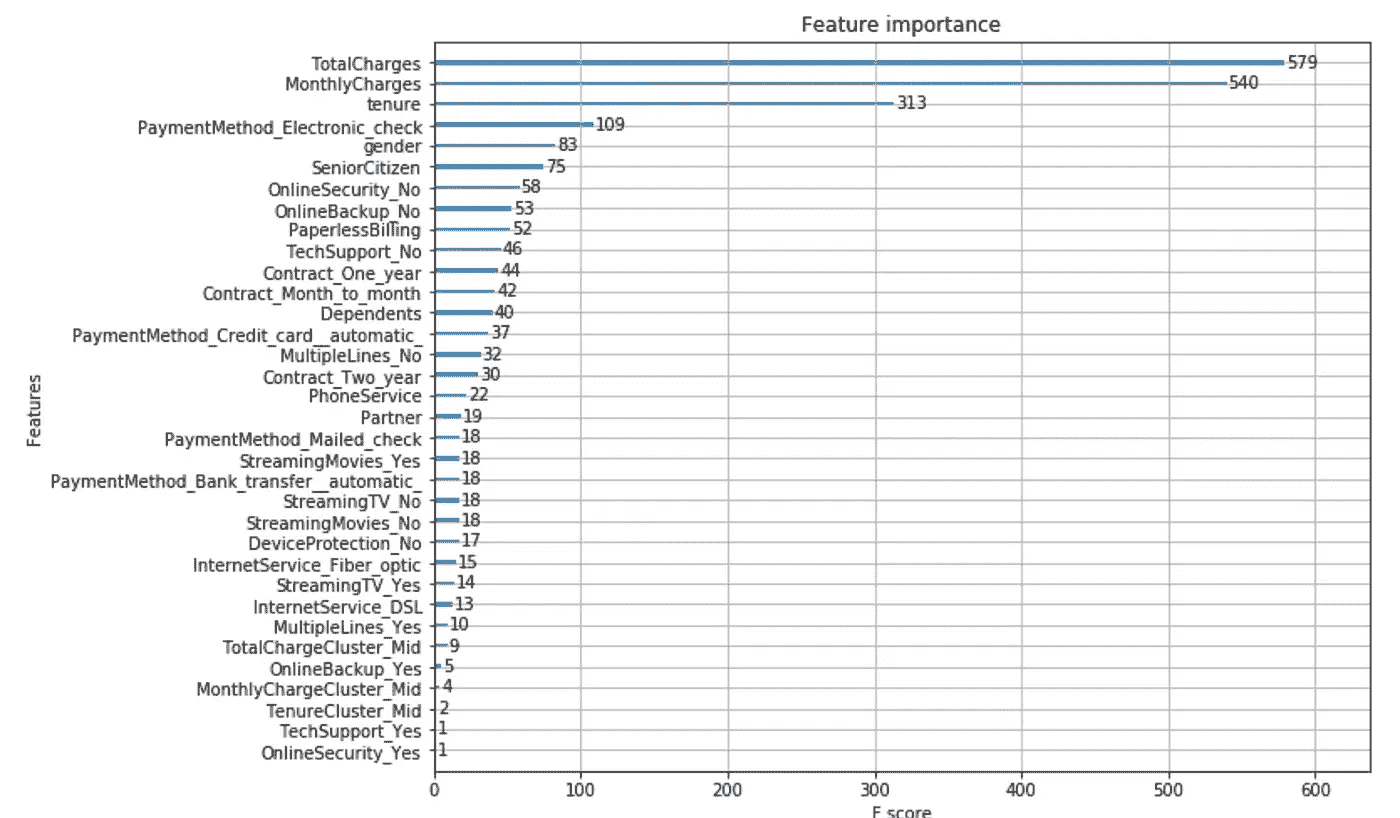 Feature importance
TotalCharges 579
MonthlyCharges 540
tenure 313
PaymentMethod_Electronic_check 109
gender 83
SeniorCitizen 75
OnlineSecurity_No 58
OnlineBackup_No 53
PaperlessBilling 52
TechSupport_No 46
Contract_One_year 44
Contract_Month_to_month 42
Dependents 40
PaymentMethod_Credit_card__automatic_ 37
MultipleLines_No 32
Contract_Two_year 30
PhoneService 22
Partner 19
PaymentMethod_Mailed_check 18
StreamingMovies_Yes 18
PaymentMethod_Bank_transfer__automatic_ 18
StreamingTV_No 18
StreamingMovies_No 18
DeviceProtection_No 17
InternetService_Fiber_optic 15
StreamingTV_Yes 14
InternetService_DSL 13
MultipleLines_Yes 10
TotalChargeCluster_Mid 9
OnlineBackup_Yes 5
MonthlyChargeCluster_Mid 4
TenureCluster_Mid 2
TechSupport_Yes 1
OnlineSecurity_Yes 1
Features
0 100 200 300 400 500 600
F score